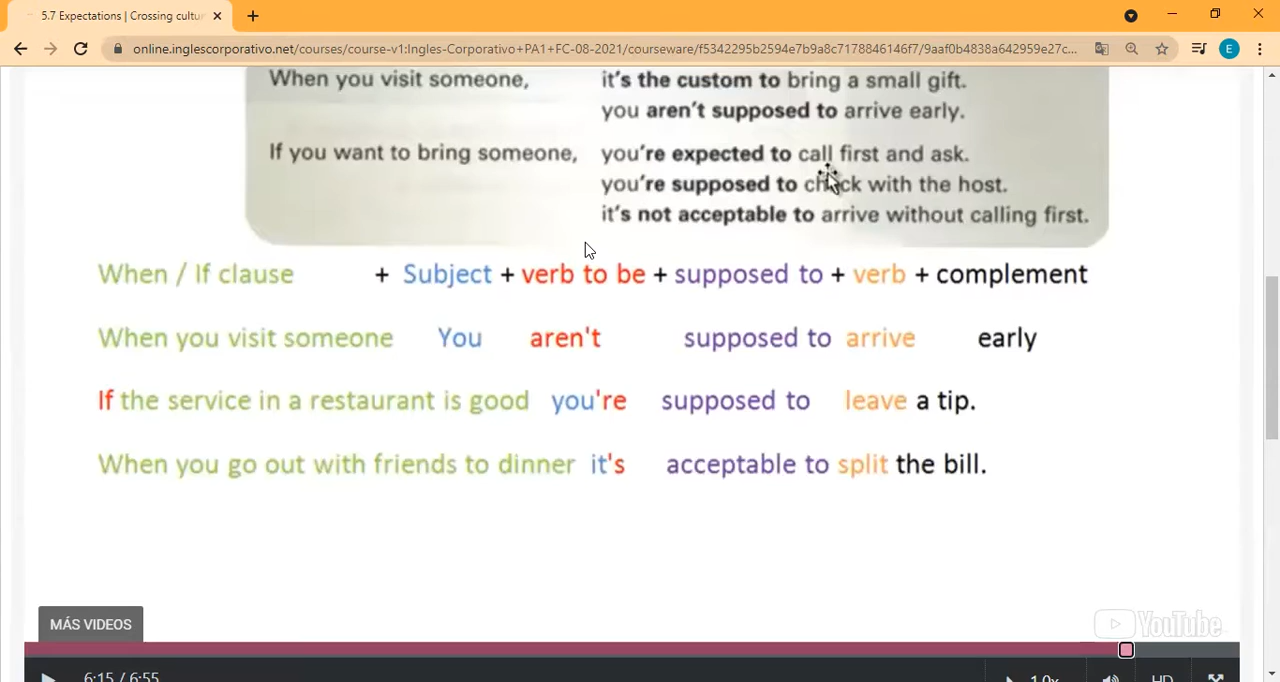 5.7 Expectations | Crossing cultu
online.inglescorporativo.net/courses/course-v1:Ingles-Corporativo+PA1+FC-08-2021/courseware/f5342295b2594e7b9a8c7178846146f7/9aaf0b4838a642959e27c...
E
When you visit someone, it's the custom to bring a small gift.
you aren't supposed to arrive early.
If you want to bring someone, you're expected to call first and ask.
you're supposed to check with the host.
it's not acceptable to arrive without calling first.
When / If clause + Subject + verb to be + supposed to + verb + complement
When you visit someone You aren't supposed to arrive early
If the service in a restaurant is good you're supposed to leave a tip.
When you go out with friends to dinner it's acceptable to split the bill.
MÁS VIDEOS
YouTube
6:15 / 6:55 1.0x HD